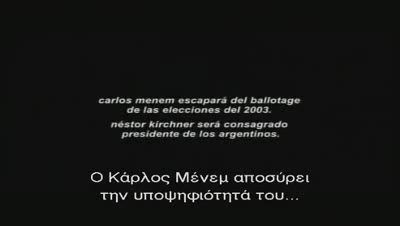 carlos menem escapará del ballotage
de las elecciones del 2003.
néstor kirchner será consagrado
presidente de los argentinos.
Ο Κάρλος Μένεμ αποσύρει
την υποψηφιότητά του...